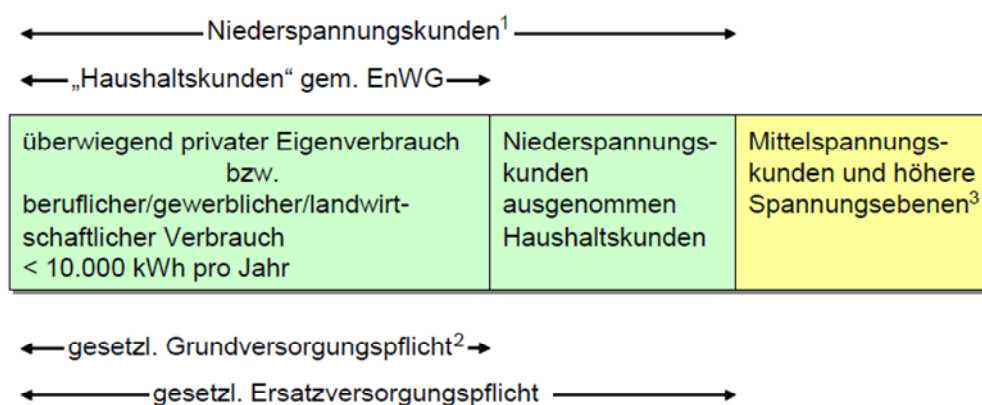 Niederspannungskunden¹
„Haushaltskunden“ gem. EnWG
überwiegend privater Eigenverbrauch
bzw.
beruflicher/gewerblicher/landwirt-
schaftlicher Verbrauch
< 10.000 kWh pro Jahr
Niederspannungs-
kunden
ausgenommen
Haushaltskunden
Mittelspannungs-
kunden und höhere
Spannungsebenen³
gesetzl. Grundversorgungspflicht²
gesetzl. Ersatzversorgungspflicht